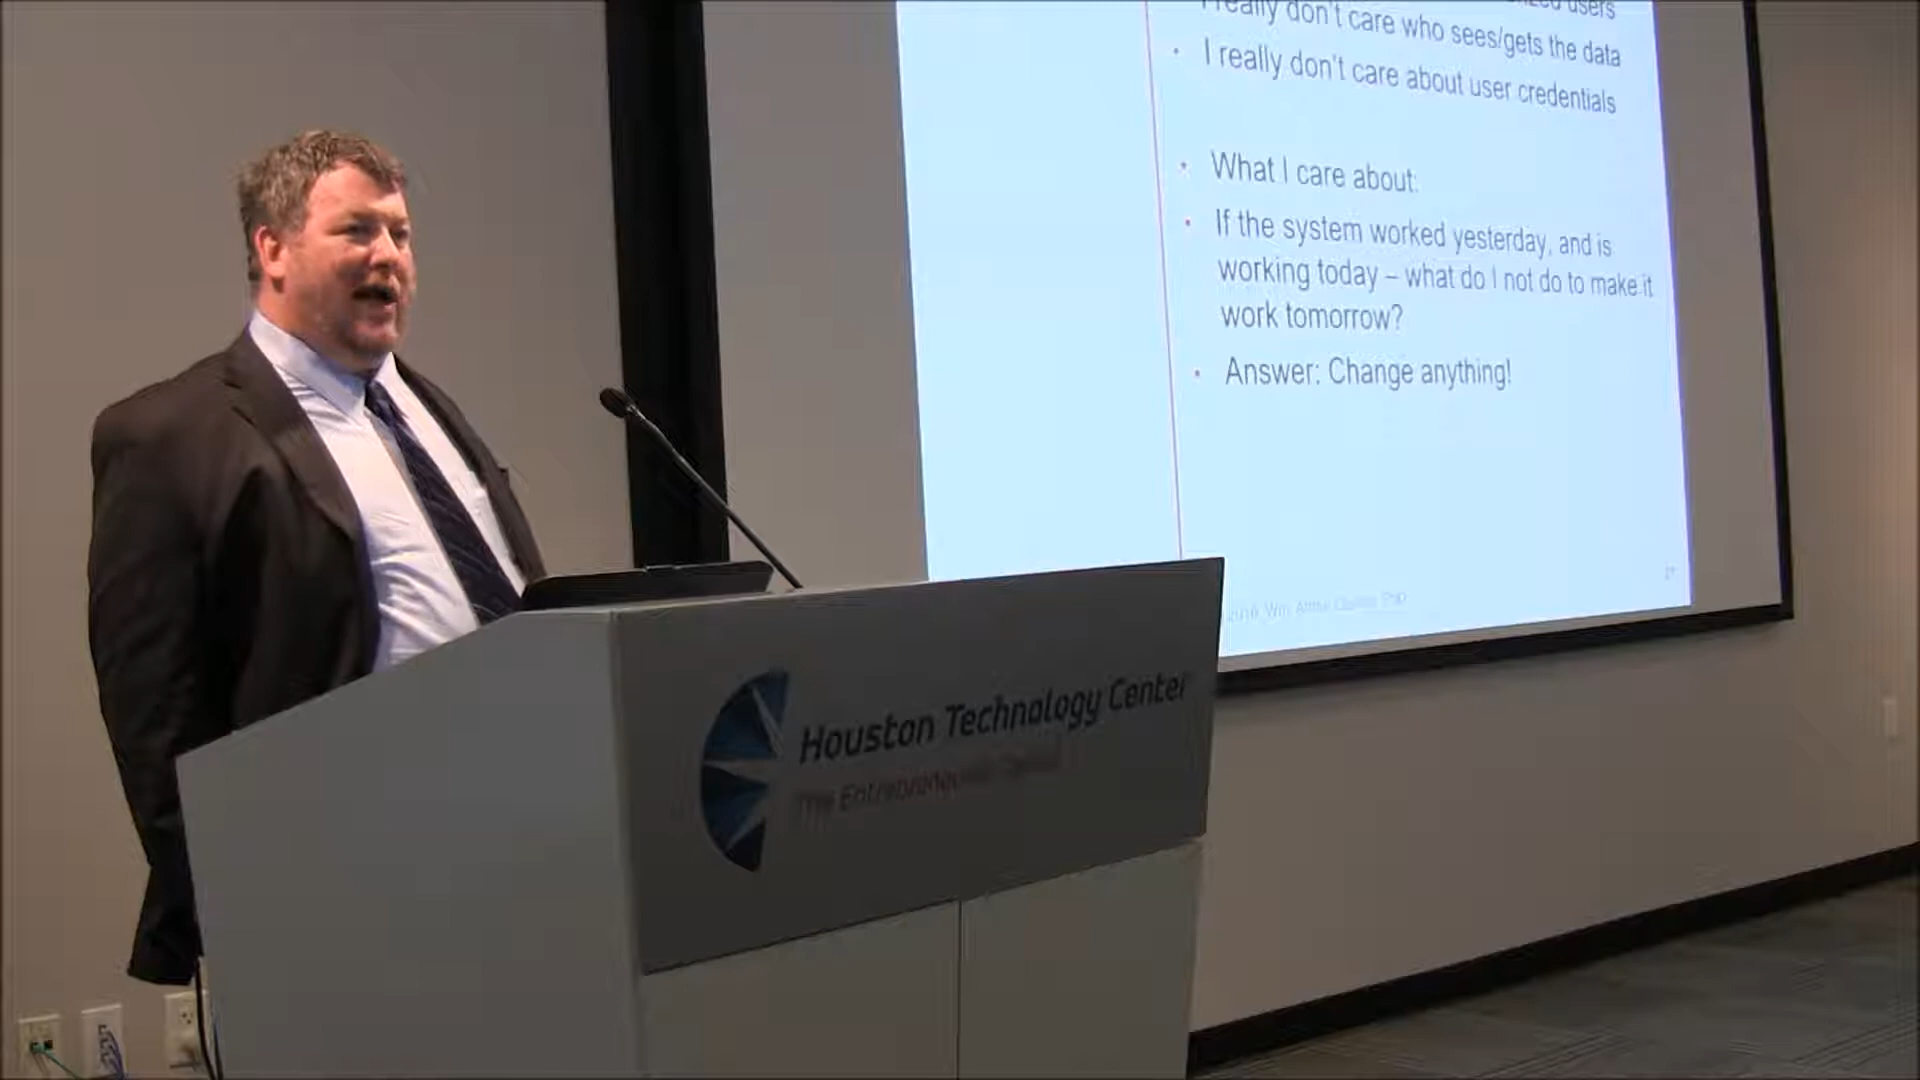 users
I really don't care who sees/gets the data
• I really don't care about user credentials
• What I care about:
• If the system worked yesterday, and is
working today – what do I not do to make it
work tomorrow?
• Answer: Change anything!
Houston Technology Center
The